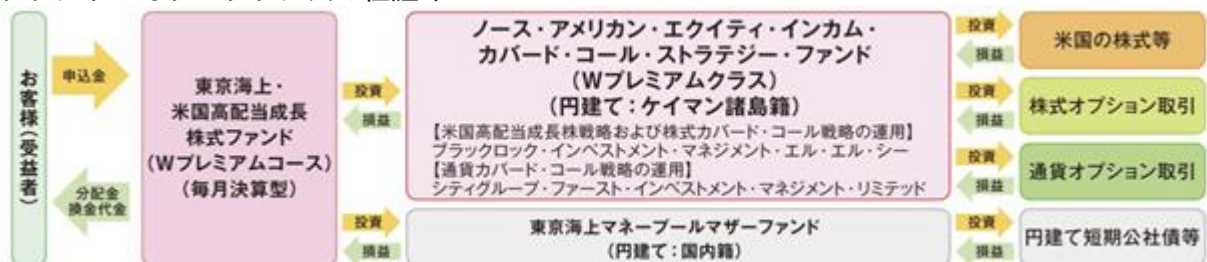 お客様(受益者)
申込金
分配金
換金代金
東京海上・
米国高配当成長
株式ファンド
(Wプレミアムコース)
(毎月決算型)
投資
損益
ノース・アメリカン・エクイティ・インカム・
カバード・コール・ストラテジー・ファンド
(Wプレミアムクラス)
(円建て:ケイマン諸島籍)
【米国高配当成長株戦略および株式カバード・コール戦略の運用】
ブラックロック・インベストメント・マネジメント・エル・エル・シー
【通貨カバード・コール戦略の運用】
シティグループ・ファースト・インベストメント・マネジメント・リミテッド
投資
損益
米国の株式等
投資
損益
株式オプション取引
投資
損益
通貨オプション取引
投資
損益
東京海上マネープールマザーファンド
(円建て:国内籍)
投資
損益
円建て短期公社債等